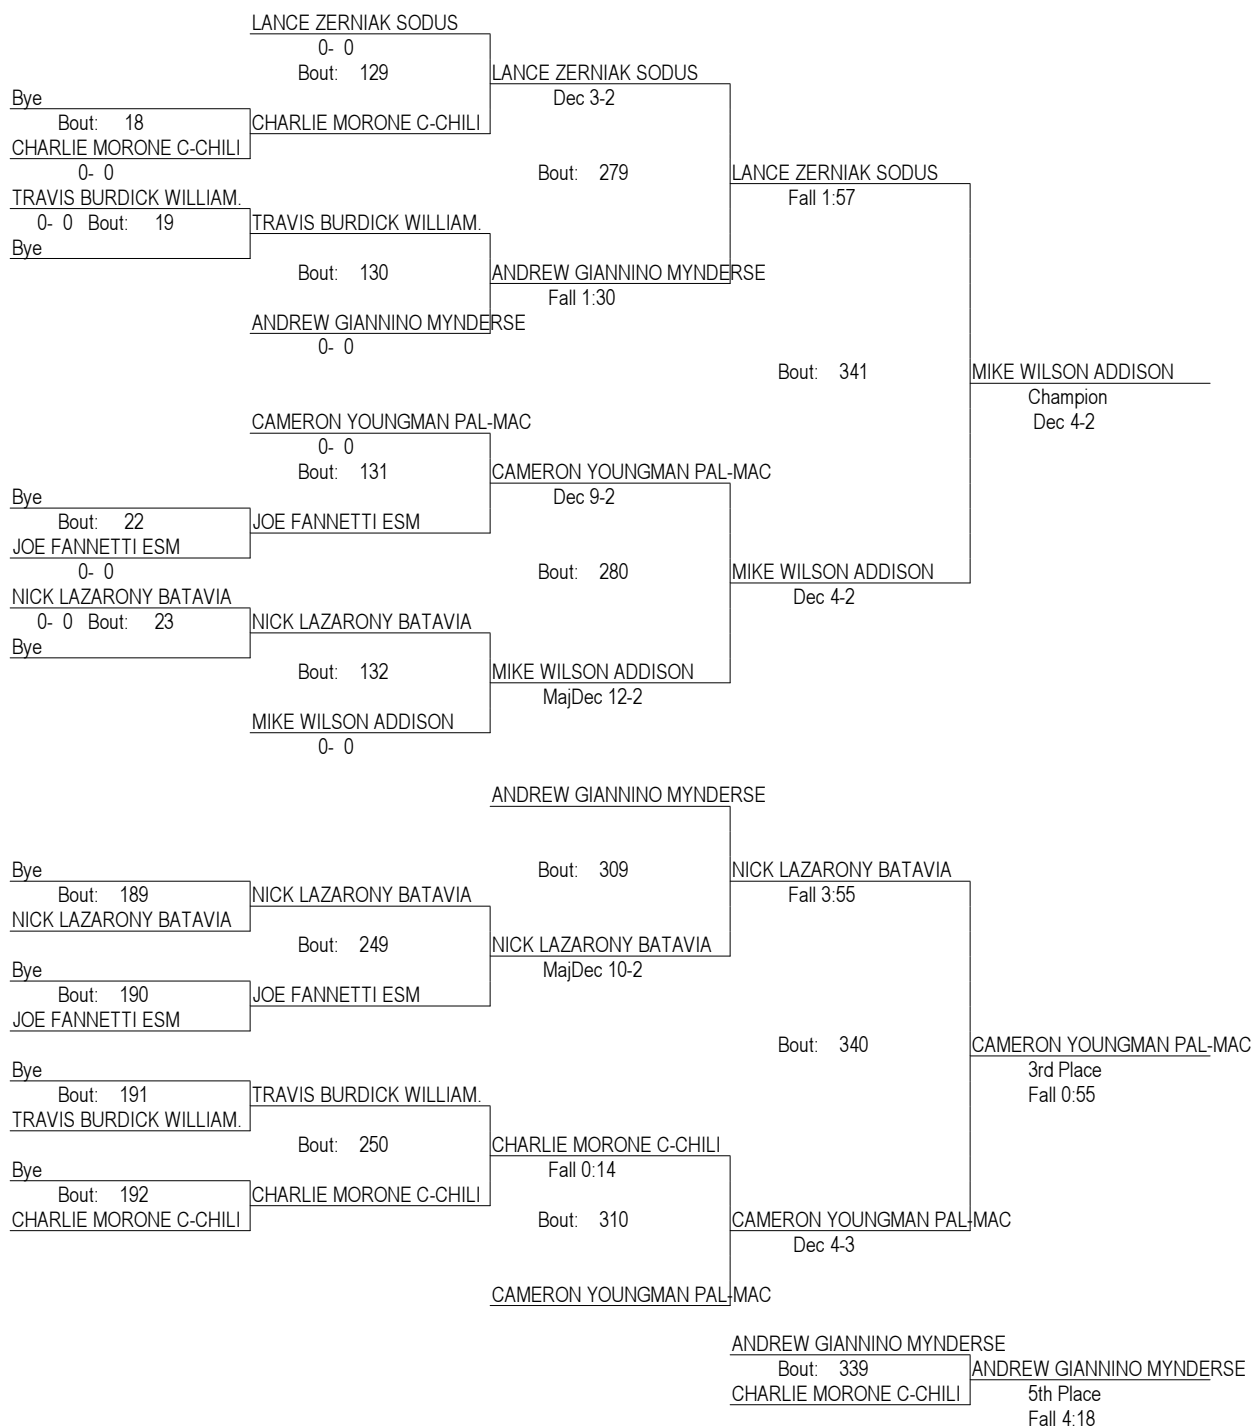 LANCE ZERNIAK SODUS
0- 0
Bout: 129
LANCE ZERNIAK SODUS
Dec 3-2
Bye
Bout: 18
CHARLIE MORONE C-CHILI
CHARLIE MORONE C-CHILI
0- 0
Bout: 279
LANCE ZERNIAK SODUS
Fall 1:57
TRAVIS BURDICK WILLIAM.
0- 0 Bout: 19
TRAVIS BURDICK WILLIAM.
Bye
Bout: 130
ANDREW GIANNINO MYNDERSE
Fall 1:30
ANDREW GIANNINO MYNDERSE
0- 0
Bout: 341
MIKE WILSON ADDISON
Champion
Dec 4-2
CAMERON YOUNGMAN PAL-MAC
0- 0
Bout: 131
CAMERON YOUNGMAN PAL-MAC
Dec 9-2
Bye
Bout: 22
JOE FANNETTI ESM
JOE FANNETTI ESM
0- 0
Bout: 280
MIKE WILSON ADDISON
Dec 4-2
NICK LAZARONY BATAVIA
0- 0 Bout: 23
NICK LAZARONY BATAVIA
Bye
Bout: 132
MIKE WILSON ADDISON
MajDec 12-2
MIKE WILSON ADDISON
0- 0
ANDREW GIANNINO MYNDERSE
Bye
Bout: 309
NICK LAZARONY BATAVIA
Fall 3:55
Bout: 189
NICK LAZARONY BATAVIA
NICK LAZARONY BATAVIA
Bout: 249
NICK LAZARONY BATAVIA
MajDec 10-2
Bye
Bout: 190
JOE FANNETTI ESM
JOE FANNETTI ESM
Bout: 340
CAMERON YOUNGMAN PAL-MAC
3rd Place
Fall 0:55
Bye
Bout: 191
TRAVIS BURDICK WILLIAM.
TRAVIS BURDICK WILLIAM.
Bout: 250
CHARLIE MORONE C-CHILI
Fall 0:14
Bye
Bout: 192
CHARLIE MORONE C-CHILI
CHARLIE MORONE C-CHILI
Bout: 310
CAMERON YOUNGMAN PAL-MAC
Dec 4-3
CAMERON YOUNGMAN PAL-MAC
ANDREW GIANNINO MYNDERSE
Bout: 339
ANDREW GIANNINO MYNDERSE
CHARLIE MORONE C-CHILI
5th Place
Fall 4:18